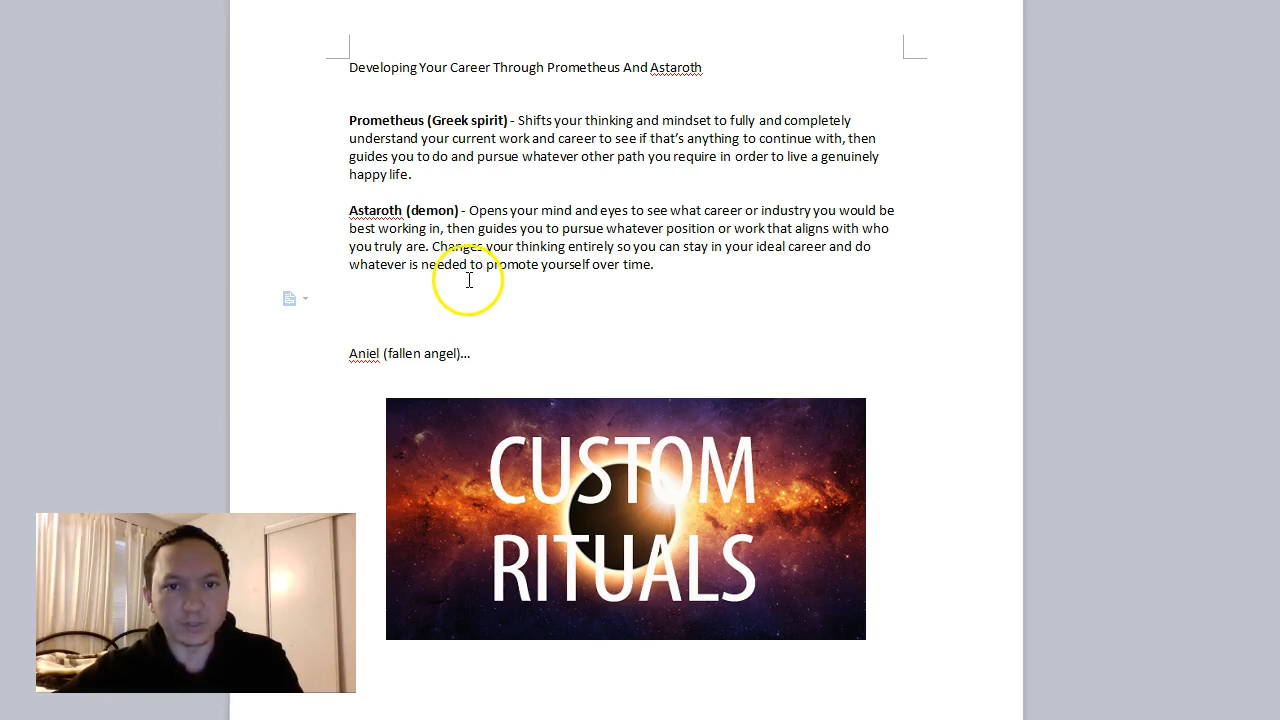 Developing Your Career Through Prometheus And Astaroth
Prometheus (Greek spirit) - Shifts your thinking and mindset to fully and completely
understand your current work and career to see if that's anything to continue with, then
guides you to do and pursue whatever other path you require in order to live a genuinely
happy life.
Astaroth (demon) - Opens your mind and eyes to see what career or industry you would be
best working in, then guides you to pursue whatever position or work that aligns with who
you truly are. Changes your thinking entirely so you can stay in your ideal career and do
whatever is needed to promote yourself over time.
Aniel (fallen angel)...
CUSTOM
RITUALS